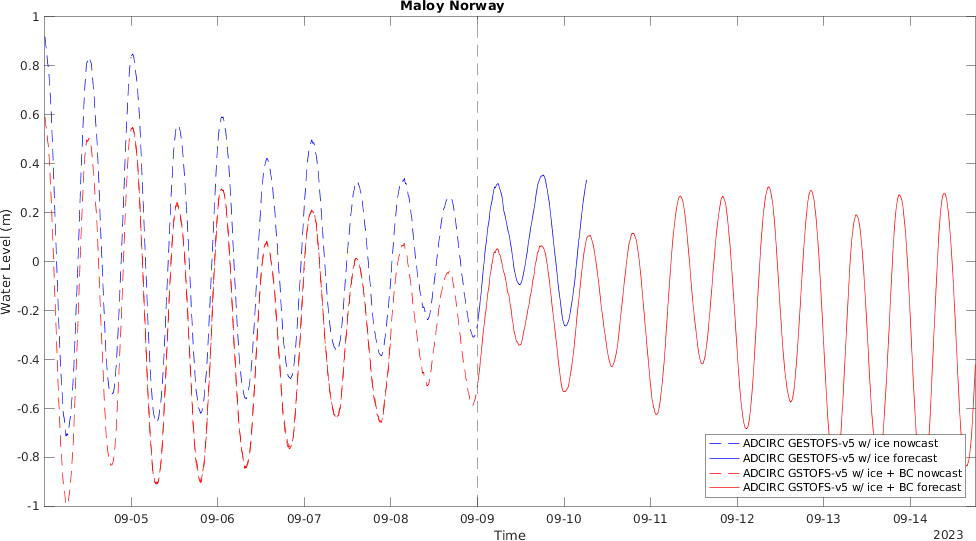 Maloy Norway
1
0.8
0.6
0.4
0.2
0
-0.2
-0.4
-0.6
-0.8
-1
Water Level (m)
09-05 09-06 09-07 09-08 09-09 09-10 09-11 09-12 09-13 09-14
Time
2023
ADCIRC GESTOFS-v5 w/ ice nowcast
ADCIRC GESTOFS-v5 w/ ice forecast
ADCIRC GSTOFS-v5 w/ ice + BC nowcast
ADCIRC GSTOFS-v5 w/ ice + BC forecast